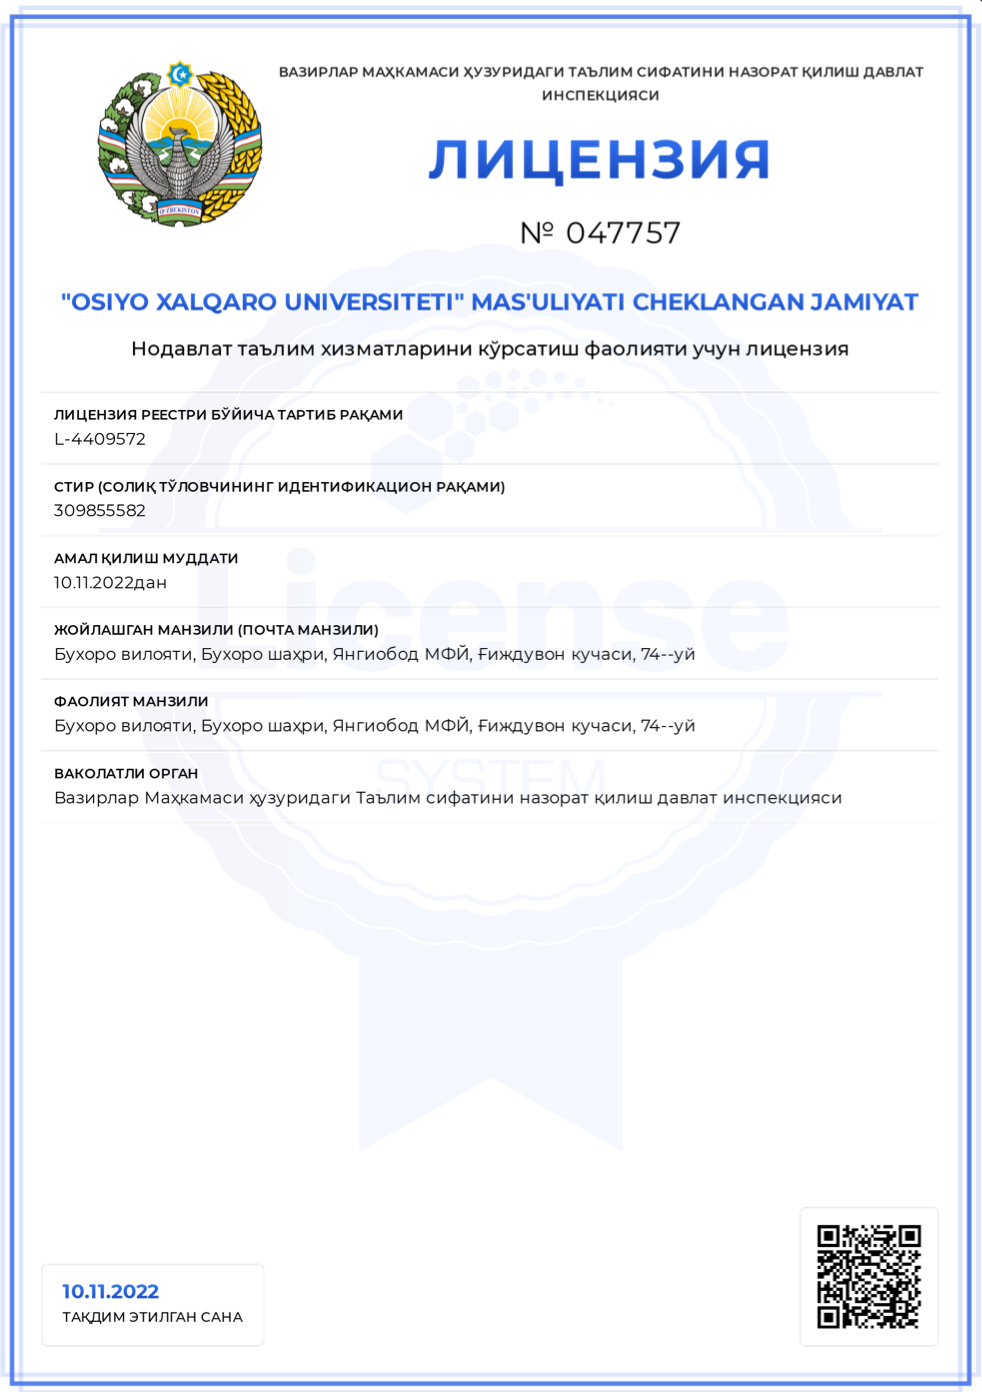 ВАЗИРЛАР МАҲКАМАСИ ҲУЗУРИДАГИ ТАЪЛИМ СИФАТИНИ НАЗОРАТ ҚИЛИШ ДАВЛАТ
ИНСПЕКЦИЯСИ
ЛИЦЕНЗИЯ
№ 047757
O'ZBEKISTON
"OSIYO XALQARO UNIVERSITETI" MAS'ULIYATI CHEKLANGAN JAMIYAT
Нодавлат таълим хизматларини кўрсатиш фаолияти учун лицензия
ЛИЦЕНЗИЯ РЕЕСТРИ БЎЙИЧА ТАРТИБ РАҚАМИ
L-4409572
СТИР (СОЛИҚ ТЎЛОВЧИНИНГ ИДЕНТИФИКАЦИОН РАҚАМИ)
309855582
АМАЛ ҚИЛИШ МУДДАТИ
10.11.2022дан
License
ЖОЙЛАШГАН МАНЗИЛИ (ПОЧТА МАНЗИЛИ)
Бухоро вилояти, Бухоро шаҳри, Янгиобод МФЙ, Ғиждувон кучаси, 74--уй
ФАОЛИЯТ МАНЗИЛИ
Бухоро вилояти, Бухоро шаҳри, Янгиобод МФЙ, Ғиждувон кучаси, 74--уй
SYSTEM
ВАКОЛАТЛИ ОРГАН
Вазирлар Маҳкамаси ҳузуридаги Таълим сифатини назорат қилиш давлат инспекцияси
10.11.2022
ТАҚДИМ ЭТИЛГАН САНА